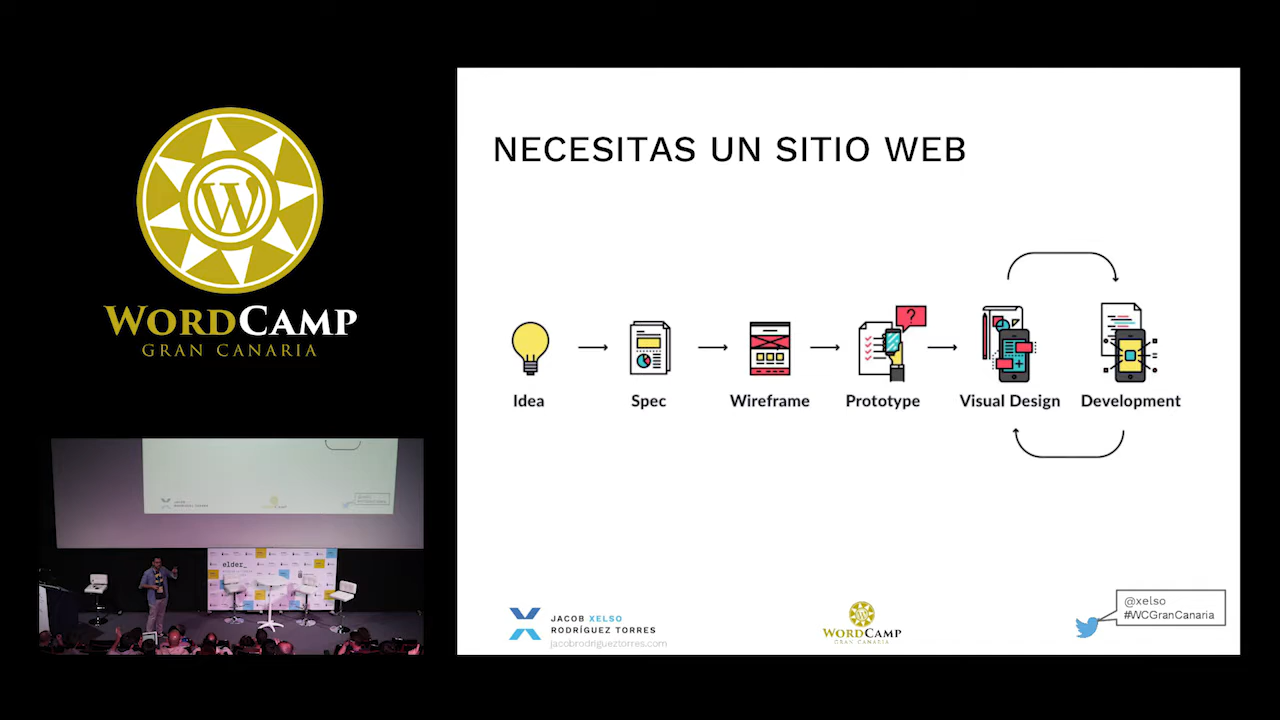 WORDCAMP
GRAN CANARIA
NECESITAS UN SITIO WEB
?
Idea
Spec
Wireframe
Prototype
Visual Design
Development
JACOB XELSO
RODRÍGUEZ TORRES
jacobrodrigueztorres.com
WORDCAMP
GRAN CANARIA
@xelso
#WCGranCanaria
elder_